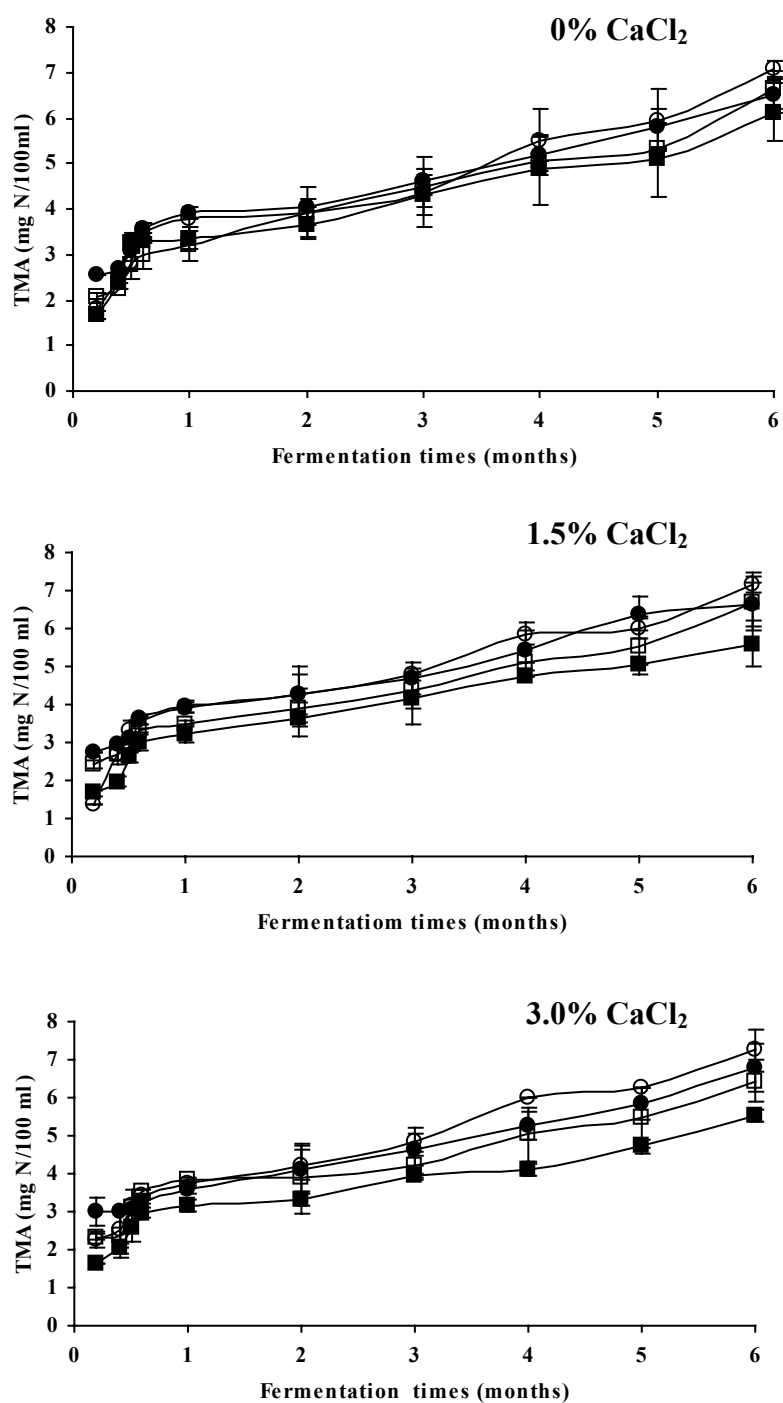 0% CaCl₂
8
7
6
5
4
3
2
1
0
TMA (mg N/100ml)
0 1 2 3 4 5 6
Fermentation times (months)
1.5% CaCl₂
8
7
6
5
4
3
2
1
0
TMA (mg N/100 ml)
0 1 2 3 4 5 6
Fermentatiom times (months)
3.0% CaCl₂
8
7
6
5
4
3
2
1
0
TMA (mg N/100 ml)
0 1 2 3 4 5 6
Fermentation times (months)